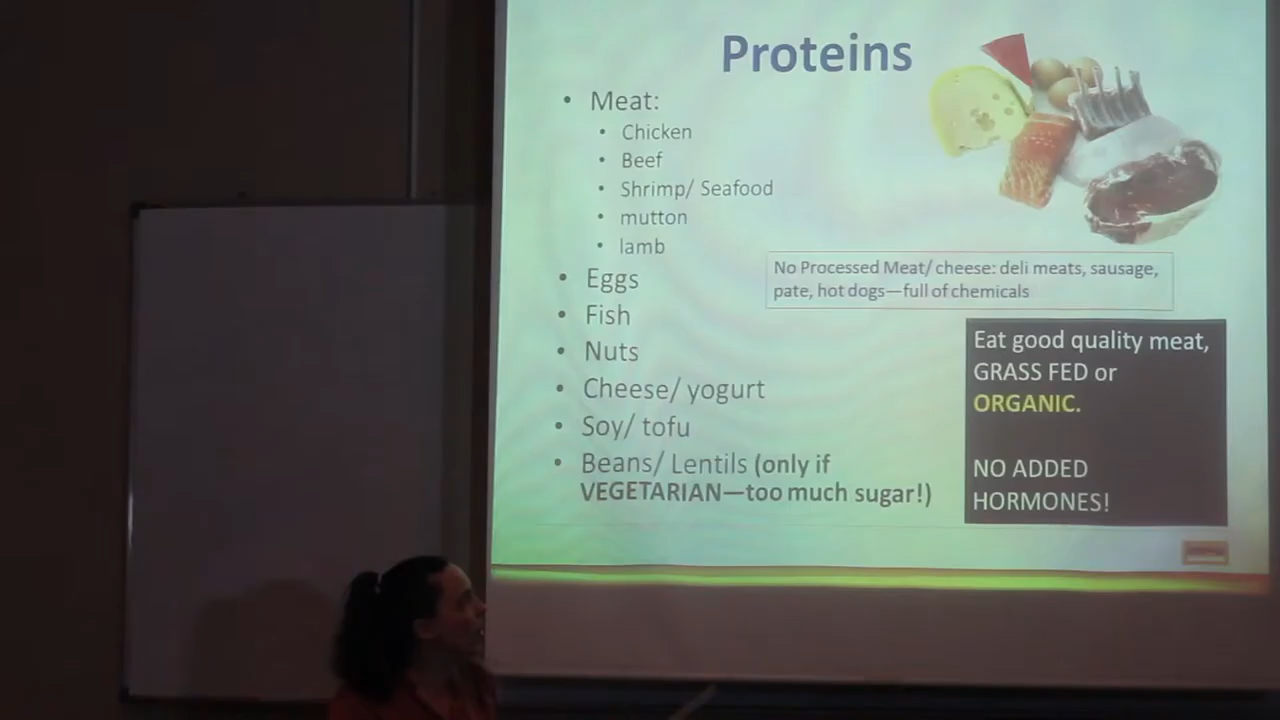 Proteins
• Meat:
• Chicken
• Beef
• Shrimp/ Seafood
• mutton
• lamb
• Eggs
• Fish
• Nuts
• Cheese/ yogurt
• Soy/ tofu
• Beans/ Lentils (only if
VEGETARIAN—too much sugar!)
No Processed Meat/ cheese: deli meats, sausage,
pate, hot dogs—full of chemicals
Eat good quality meat,
GRASS FED or
ORGANIC.
NO ADDED
HORMONES!